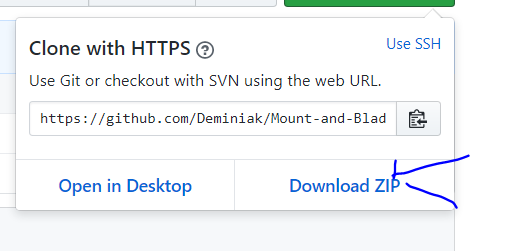 Clone with HTTPS ?
Use SSH
Use Git or checkout with SVN using the web URL.
https://github.com/Deminiak/Mount-and-Blad
Open in Desktop
Download ZIP